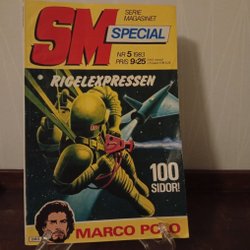 SERIE
MAGASINET
SM
SPECIAL
NR 5 1983
PRIS 9:25
RIGELEXPRESSEN
100
SIDOR!
MARCO POLO